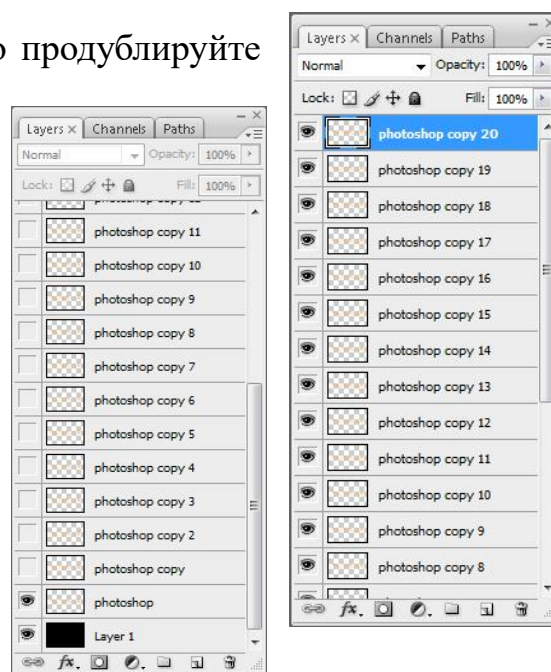 о продублируйте
Layers × Channels Paths
Normal Opacity: 100%
Lock: Fill: 100%
photoshop copy 11
photoshop copy 10
photoshop copy 9
photoshop copy 8
photoshop copy 7
photoshop copy 6
photoshop copy 5
photoshop copy 4
photoshop copy 3
photoshop copy 2
photoshop copy
photoshop
Layer 1
fx.
Layers × Channels Paths
Normal Opacity: 100%
Lock: Fill: 100%
photoshop copy 20
photoshop copy 19
photoshop copy 18
photoshop copy 17
photoshop copy 16
photoshop copy 15
photoshop copy 14
photoshop copy 13
photoshop copy 12
photoshop copy 11
photoshop copy 10
photoshop copy 9
photoshop copy 8
fx.